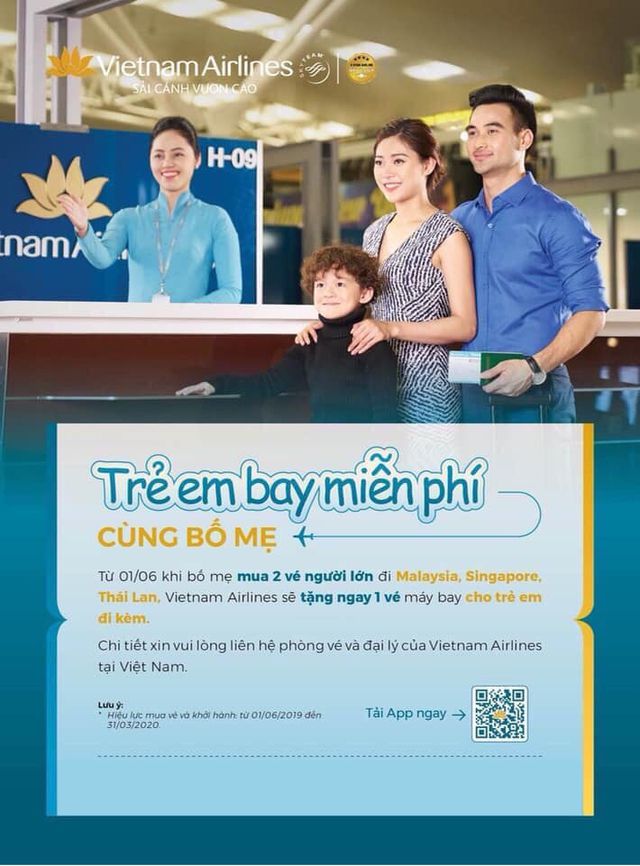 Vietnam Airlines
SKYTEAM
SẢI CÁNH VƯƠN CAO
H-09
tnam Air
Trẻ em bay miễn phí
CÙNG BỐ MẸ
Từ 01/06 khi bố mẹ mua 2 vé người lớn đi Malaysia, Singapore,
Thái Lan, Vietnam Airlines sẽ tặng ngay 1 vé máy bay cho trẻ em
đi kèm.
Chi tiết xin vui lòng liên hệ phòng vé và đại lý của Vietnam Airlines
tại Việt Nam.
Lưu ý:
* Hiệu lực mua vé và khởi hành: từ 01/06/2019 đến
31/03/2020.
Tải App ngay →